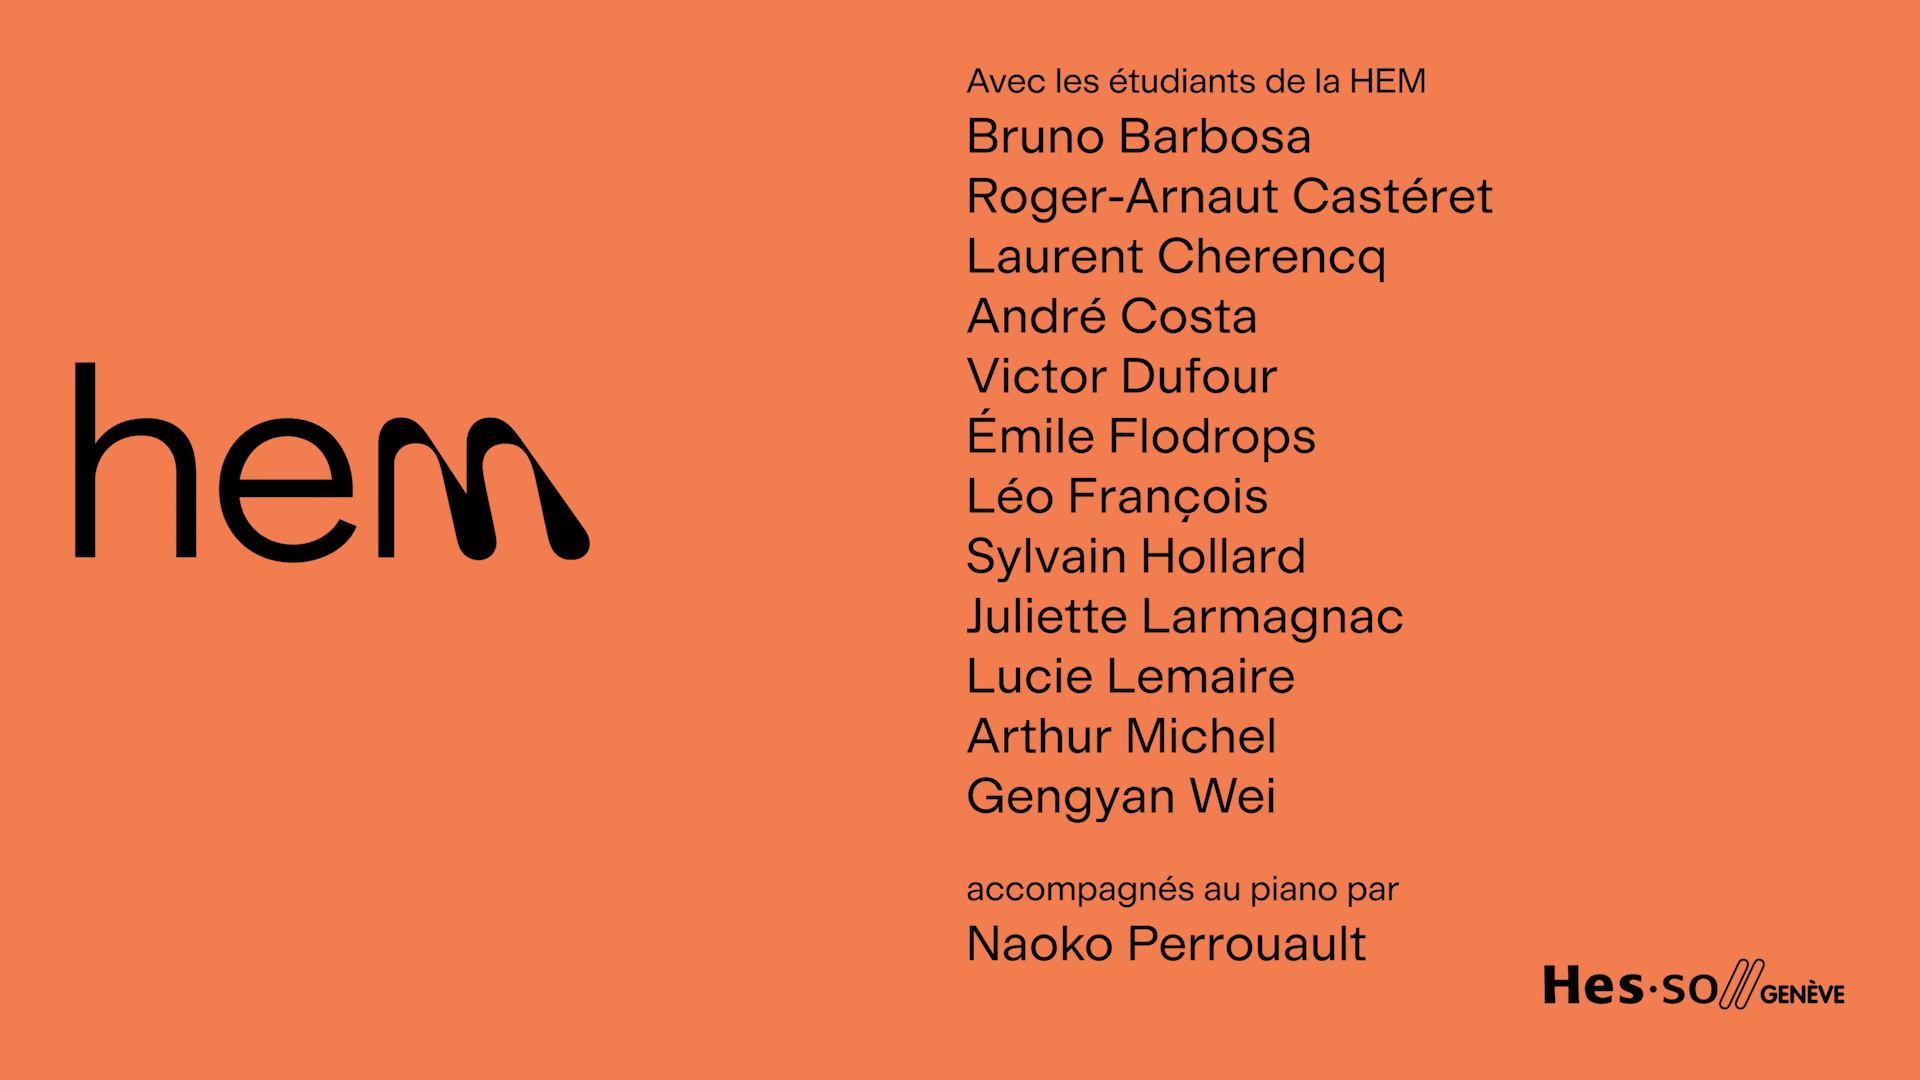 hem
Avec les étudiants de la HEM
Bruno Barbosa
Roger-Arnaut Castéret
Laurent Cherencq
André Costa
Victor Dufour
Émile Flodrops
Léo François
Sylvain Hollard
Juliette Larmagnac
Lucie Lemaire
Arthur Michel
Gengyan Wei
accompagnés au piano par
Naoko Perrouault
Hes·so GENÈVE